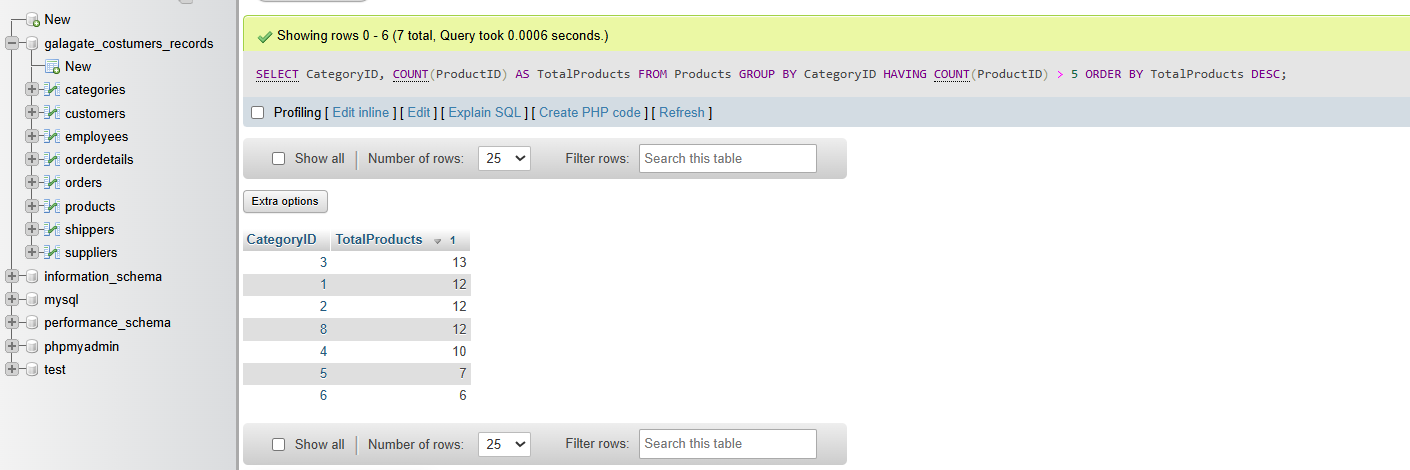 New
galagate_costumers_records
New
categories
customers
employees
orderdetails
orders
products
shippers
suppliers
information_schema
mysql
performance_schema
phpmyadmin
test
Showing rows 0 - 6 (7 total, Query took 0.0006 seconds.)
SELECT CategoryID, COUNT(ProductID) AS TotalProducts FROM Products GROUP BY CategoryID HAVING COUNT(ProductID) > 5 ORDER BY TotalProducts DESC;
Profiling [ Edit inline ] [ Edit ] [ Explain SQL ] [ Create PHP code ] [ Refresh ]
Show all | Number of rows: 25 Filter rows: Search this table
Extra options
CategoryID TotalProducts 1
3 13
1 12
2 12
8 12
4 10
5 7
6 6
Show all | Number of rows: 25 Filter rows: Search this table